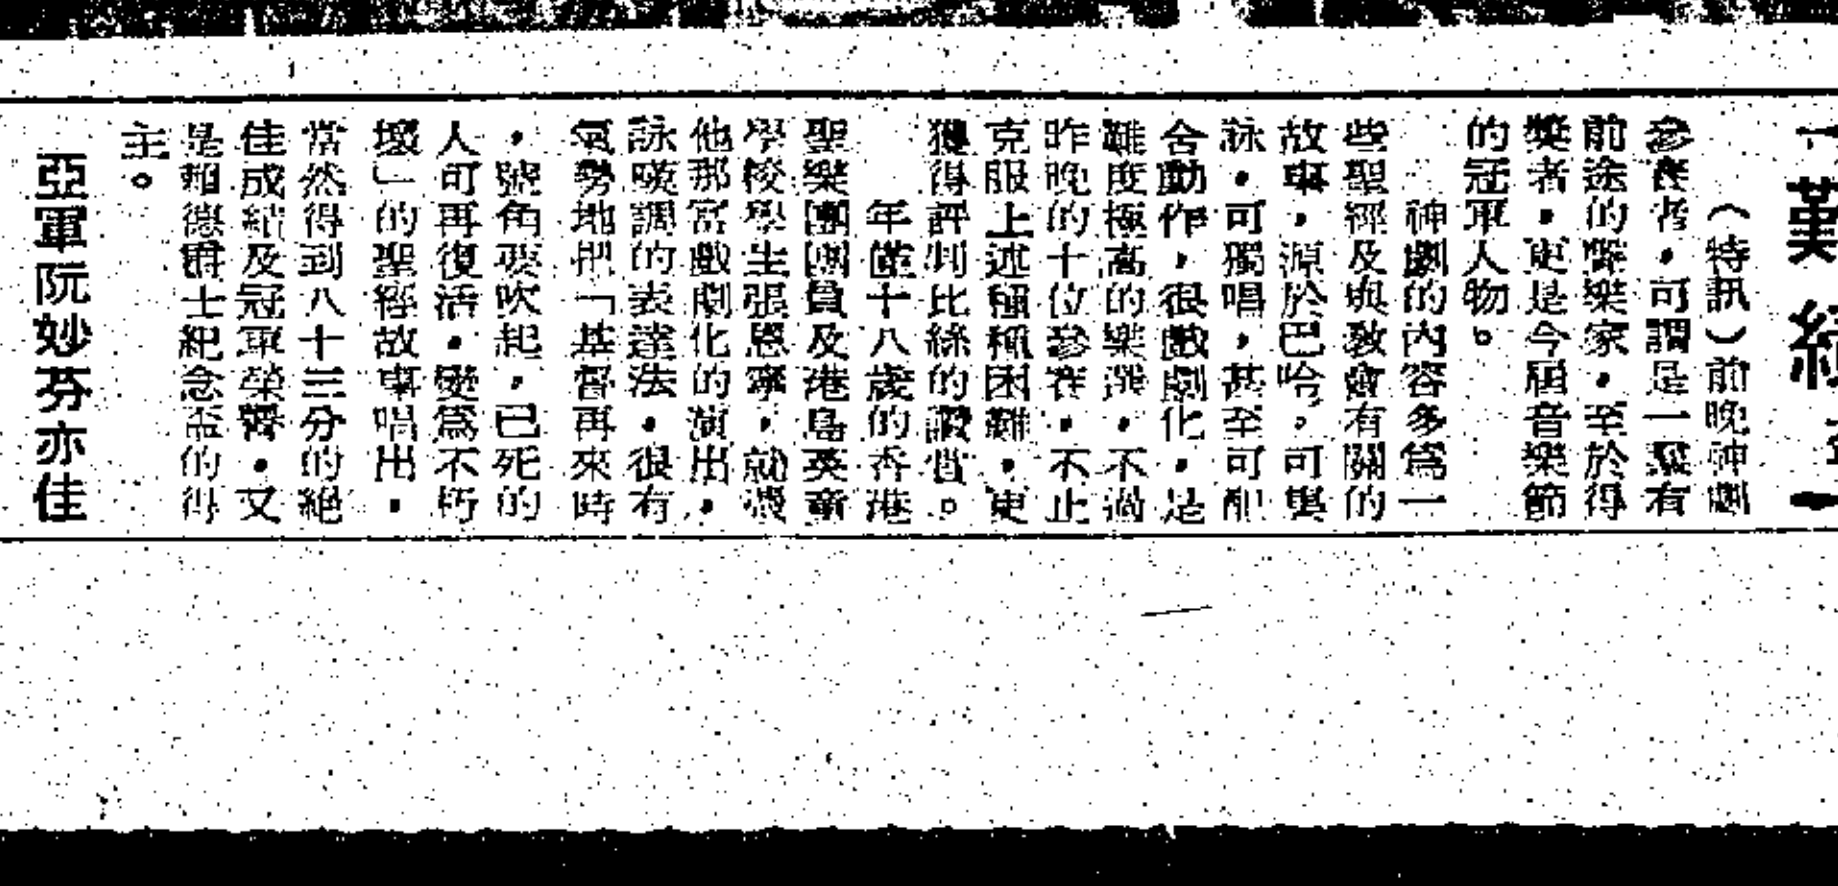 （特訊）前晚神劇
參賽者，可謂是一羣有
前途的聲樂家，至於得
獎者，更是今屆音樂節
的冠軍人物。
神劇的內容多爲一
些聖經及與教會有關的
故事，源於巴哈，可與
詠，可獨唱，甚至可配
合動作，很戲劇化，是
難度極高的樂選，不過
昨晚的十位參賽，不止
克服上述種種困難，更
獲得評判比絲的讚賞。
年僅十八歲的香港
聖樂團團員及港島英童
學校學生張恩寧，就憑
他那富戲劇化的演出，
詠嘆調的表達法，很有
氣勢地把「基督再來時
，號角要吹起，已死的
人可再復活，變爲不朽
壞」的聖經故事唱出，
當然得到八十三分的絕
佳成績及冠軍榮譽，又
是賴德爵士紀念盃的得
主。
亞軍阮妙芬亦佳